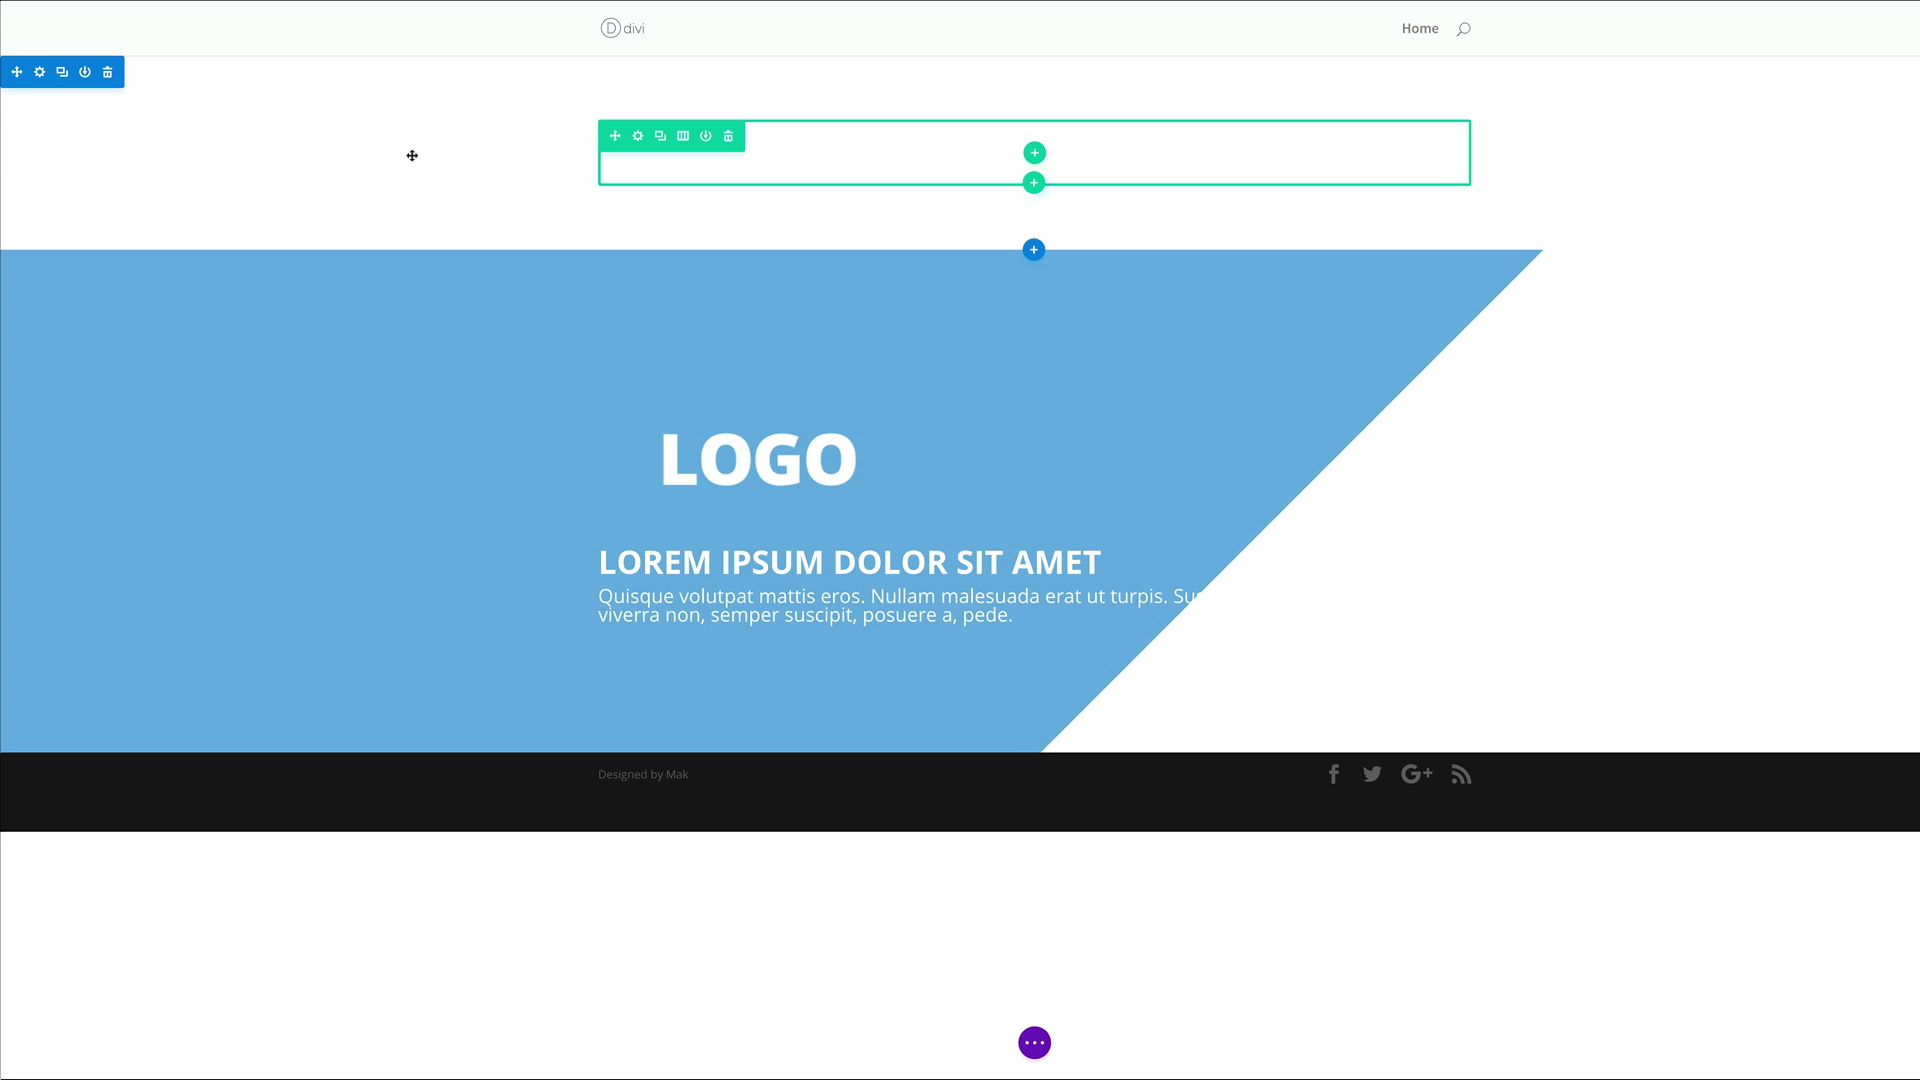 D divi
Home
LOGO
LOREM IPSUM DOLOR SIT AMET
Quisque volutpat mattis eros. Nullam malesuada erat ut turpis.
viverra non, semper suscipit, posuere a, pede.
Designed by Mak
G+